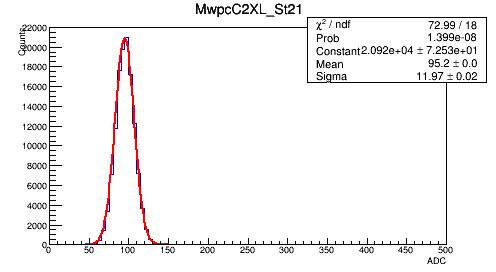 MwpcC2XL_St21
χ² / ndf 72.99 / 18
Prob 1.399e-08
Constant 2.092e+04 ± 7.253e+01
Mean 95.2 ± 0.0
Sigma 11.97 ± 0.02
Counts
22000
20000
18000
16000
14000
12000
10000
8000
6000
4000
2000
0
0 50 100 150 200 250 300 350 400 450 500
ADC